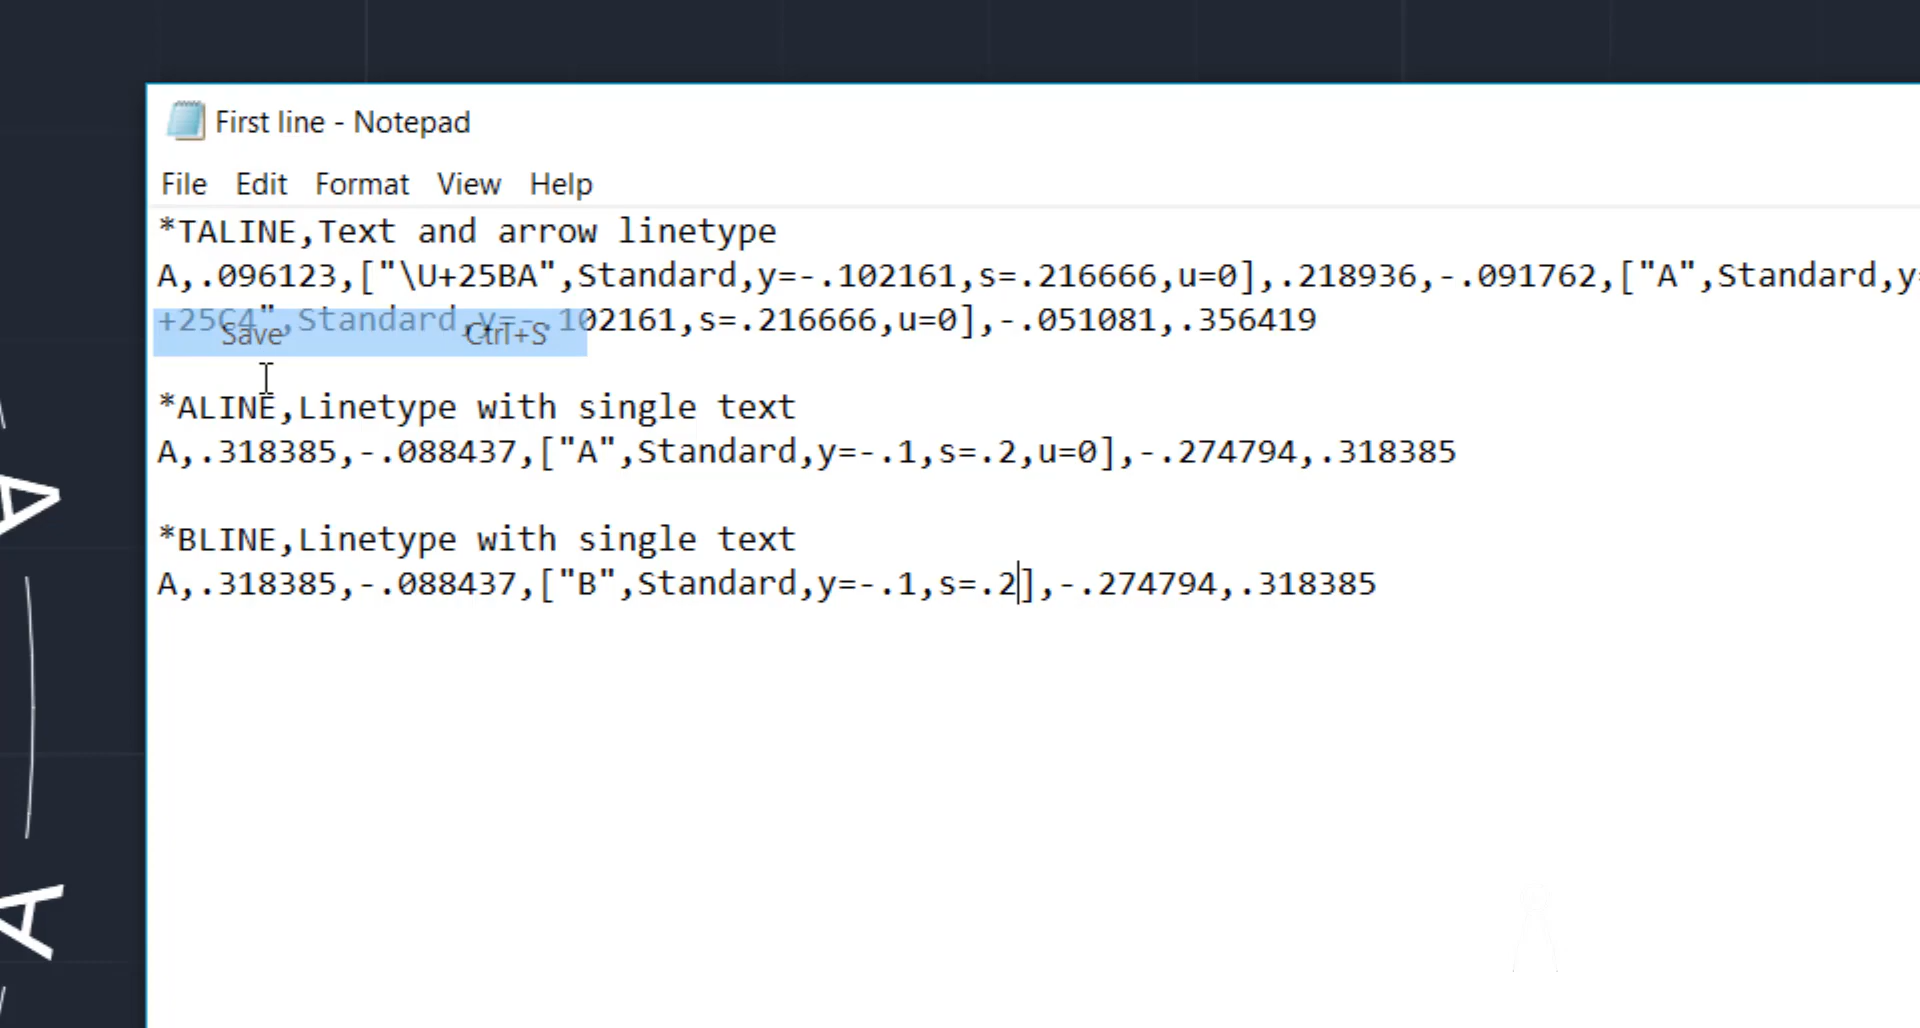 First line - Notepad
File Edit Format View Help
*TALINE,Text and arrow linetype
A,.096123,["\U+25BA",Standard,y=-.102161,s=.216666,u=0],.218936,-.091762,["A",Standard,y=
+25C4",Standard,y=-.102161,s=.216666,u=0],-.051081,.356419
Save Ctrl+S
*ALINE,Linetype with single text
A,.318385,-.088437,["A",Standard,y=-.1,s=.2,u=0],-.274794,.318385
*BLINE,Linetype with single text
A,.318385,-.088437,["B",Standard,y=-.1,s=.2],-.274794,.318385
A
A